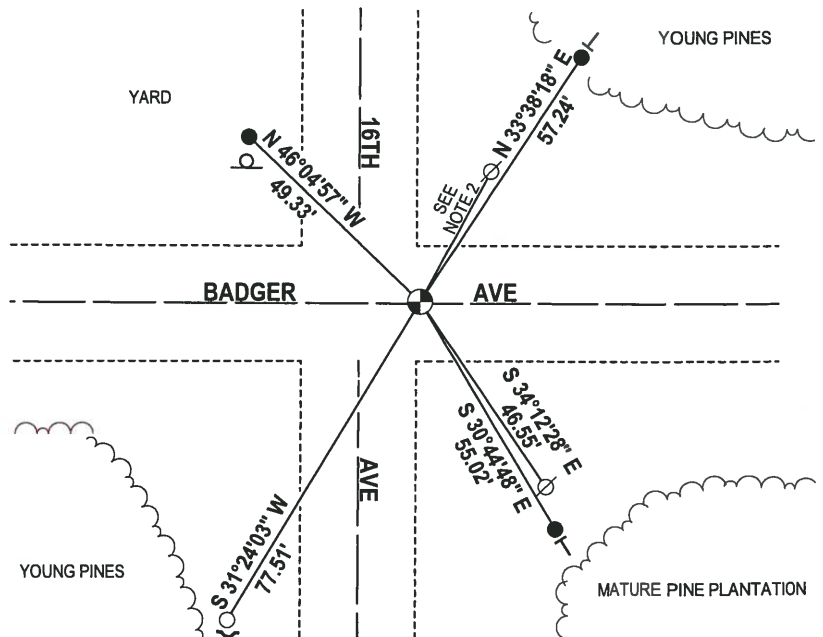 YOUNG PINES
YARD
16TH
N 33°38'18" E
57.24'
N 46°04'57" W
49.33'
SEE
NOTE 2
BADGER AVE
S 34°12'28" E
46.55'
S 30°44'48" E
55.02'
AVE
S 31°24'03" W
77.51'
YOUNG PINES
MATURE PINE PLANTATION